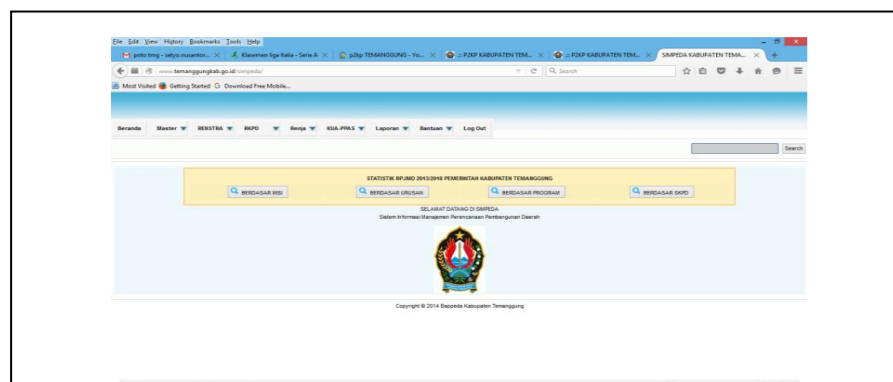 File Edit View History Bookmarks Tools Help
poto tmg - setyo.nusantor... Klasemen liga Italia - Serie A p2kp TEMANGGUNG - Yo... .:: P2KP KABUPATEN TEM... .:: P2KP KABUPATEN TEM... SIMPEDA KABUPATEN TEMA...
www.temanggungkab.go.id/simpeda/ Search
Most Visited Getting Started Download Free Mobile...
Beranda Master RENSTRA RKPD Renja KUA-PPAS Laporan Bantuan Log Out
Search
STATISTIK RPJMD 2013/2018 PEMERINTAH KABUPATEN TEMANGGUNG
BERDASAR MISI BERDASAR URUSAN BERDASAR PROGRAM BERDASAR SKPD
SELAMAT DATANG DI SIMPEDA
Sistem Informasi Manajemen Perencanaan Pembangunan Daerah
Copyright © 2014 Bappeda Kabupaten Temanggung